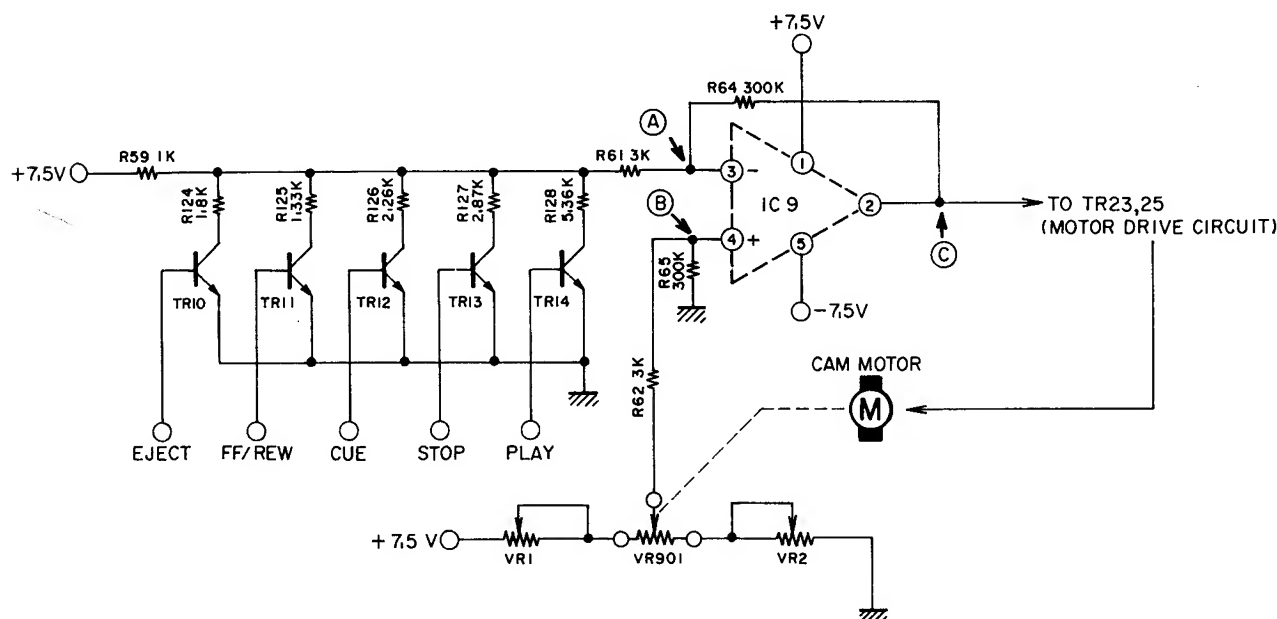 +7.5V
R64 300K
A
+7.5V
R59 1K
R61 3K
3
-
1
R124
1.8K
R125
1.33K
R126
2.26K
R127
2.87K
R128
5.36K
B
IC 9
2
TO TR23,25
(MOTOR DRIVE CIRCUIT)
4
+
5
C
R65
300K
TR10
TR11
TR12
TR13
TR14
-7.5V
R62 3K
CAM MOTOR
M
EJECT
FF/REW
CUE
STOP
PLAY
+7.5 V
VR1
VR901
VR2